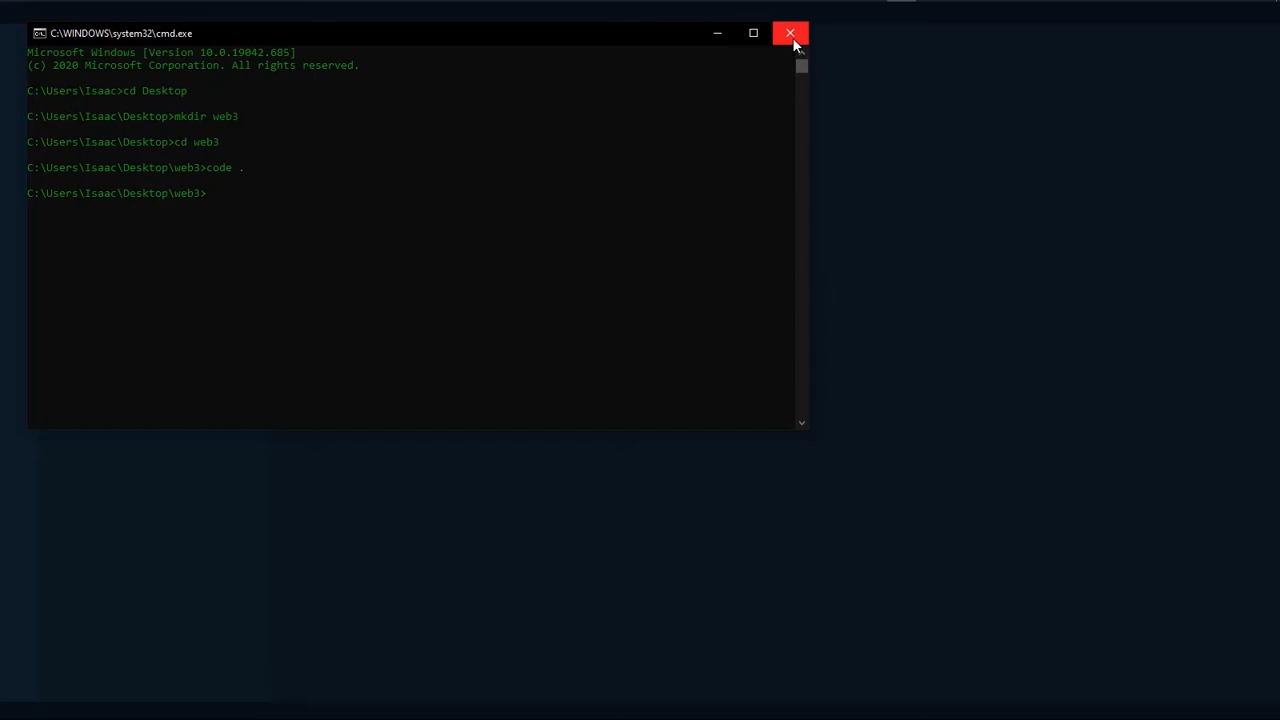 C:\WINDOWS\system32\cmd.exe
Microsoft Windows [Version 10.0.19042.685]
(c) 2020 Microsoft Corporation. All rights reserved.
C:\Users\Isaac>cd Desktop
C:\Users\Isaac\Desktop>mkdir web3
C:\Users\Isaac\Desktop>cd web3
C:\Users\Isaac\Desktop\web3>code .
C:\Users\Isaac\Desktop\web3>